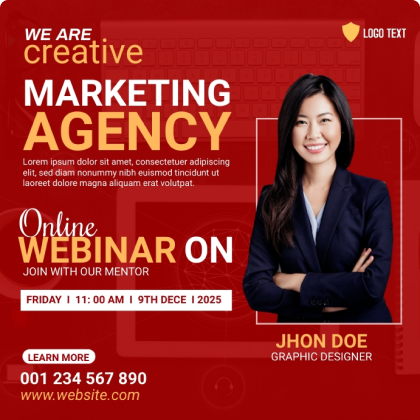 WE ARE
creative
LOGO TEXT
MARKETING
AGENCY
Lorem ipsum dolor sit amet, consectetuer adipiscing
elit, sed diam nonummy nibh euismod tincidunt ut
laoreet dolore magna aliquam erat volutpat.
Online
WEBINAR ON
JOIN WITH OUR MENTOR
FRIDAY I 11: 00 AM I 9TH DECE I 2025
JHON DOE
GRAPHIC DESIGNER
LEARN MORE
001 234 567 890
www.website.com